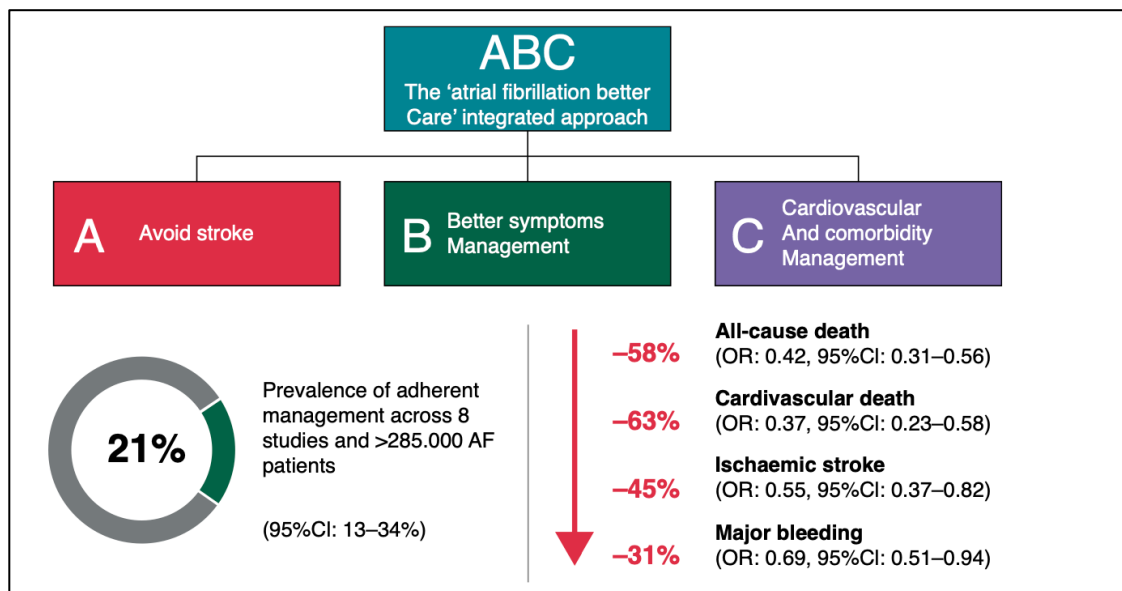 ABC
The ‘atrial fibrillation better
Care’ integrated approach
A
Avoid stroke
B
Better symptoms
Management
C
Cardiovascular
And comorbidity
Management
21%
Prevalence of adherent
management across 8
studies and >285.000 AF
patients
(95%CI: 13–34%)
–58%
All-cause death
(OR: 0.42, 95%CI: 0.31–0.56)
–63%
Cardivascular death
(OR: 0.37, 95%CI: 0.23–0.58)
–45%
Ischaemic stroke
(OR: 0.55, 95%CI: 0.37–0.82)
–31%
Major bleeding
(OR: 0.69, 95%CI: 0.51–0.94)